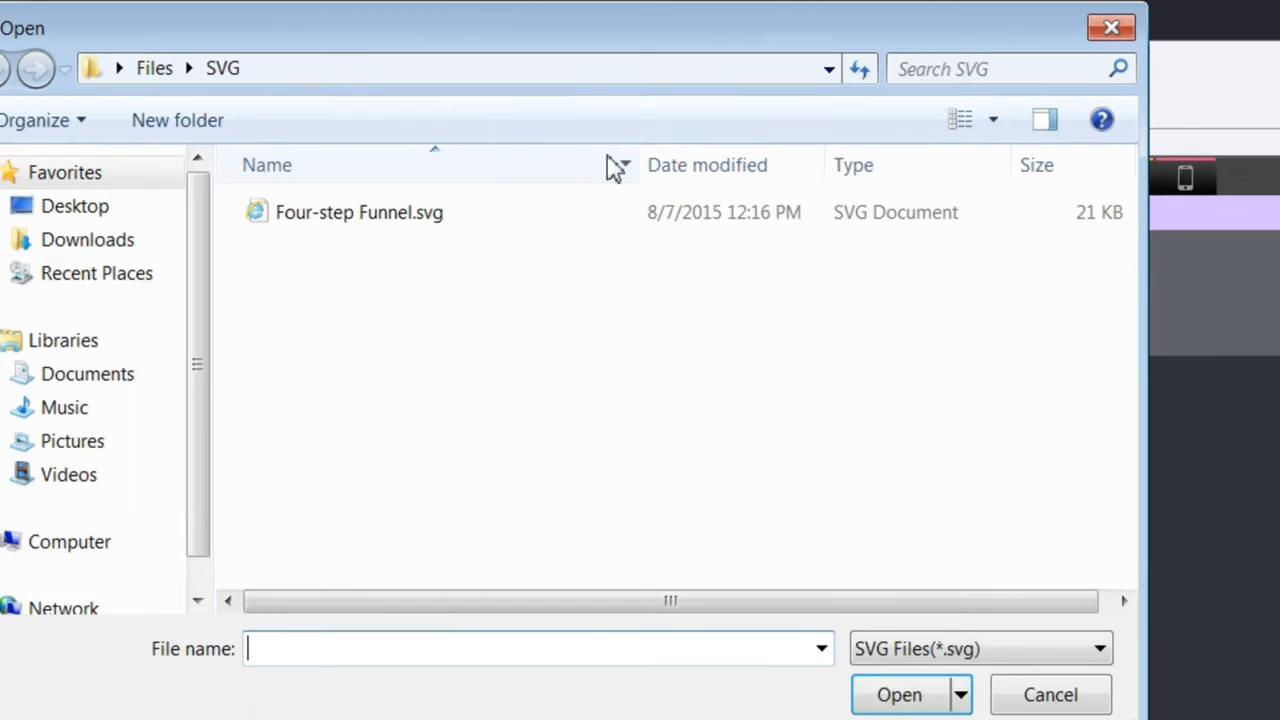 Open
Files SVG
Search SVG
Organize
New folder
Name
Date modified
Type
Size
Favorites
Desktop
Downloads
Recent Places
Libraries
Documents
Music
Pictures
Videos
Computer
Network
Four-step Funnel.svg
8/7/2015 12:16 PM
SVG Document
21 KB
File name:
SVG Files(*.svg)
Open
Cancel